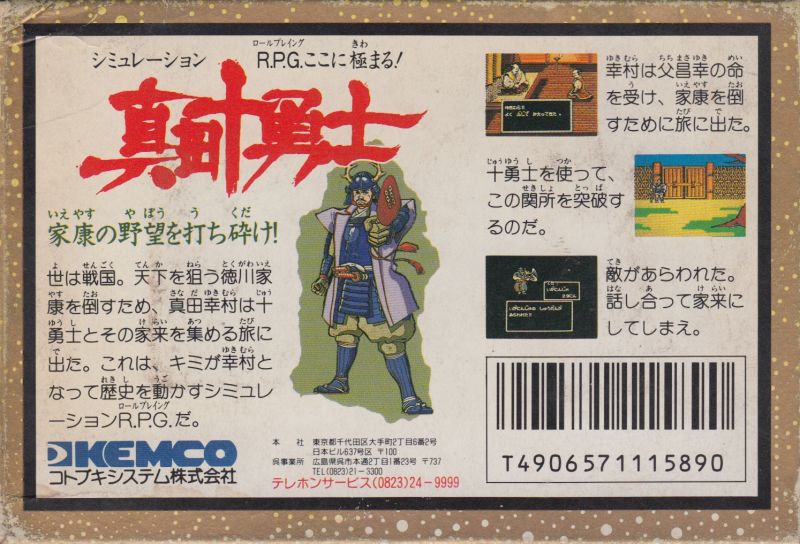 シミュレーション R.P.G.ここに極まる!
真田十勇士
家康の野望を打ち砕け!
世は戦国。天下を狙う徳川家
康を倒すため、真田幸村は十
勇士とその家来を集める旅に
出た。これは、キミが幸村と
なって歴史を動かすシミュレ
ーションR.P.G.だ。
KEMCO
コトブキシステム株式会社
本社 東京都千代田区大手町2丁目6番2号
日本ビル637号区 〒100
呉事業所 広島県呉市本通2丁目1番23号 〒737
TEL(0823)21-3300
テレホンサービス(0823)24-9999
幸村は父昌幸の命
を受け、家康を倒
すために旅に出た。
十勇士を使って、
この関所を突破す
るのだ。
敵があらわれた。
話し合って家来に
してしまえ。
T4906571115890